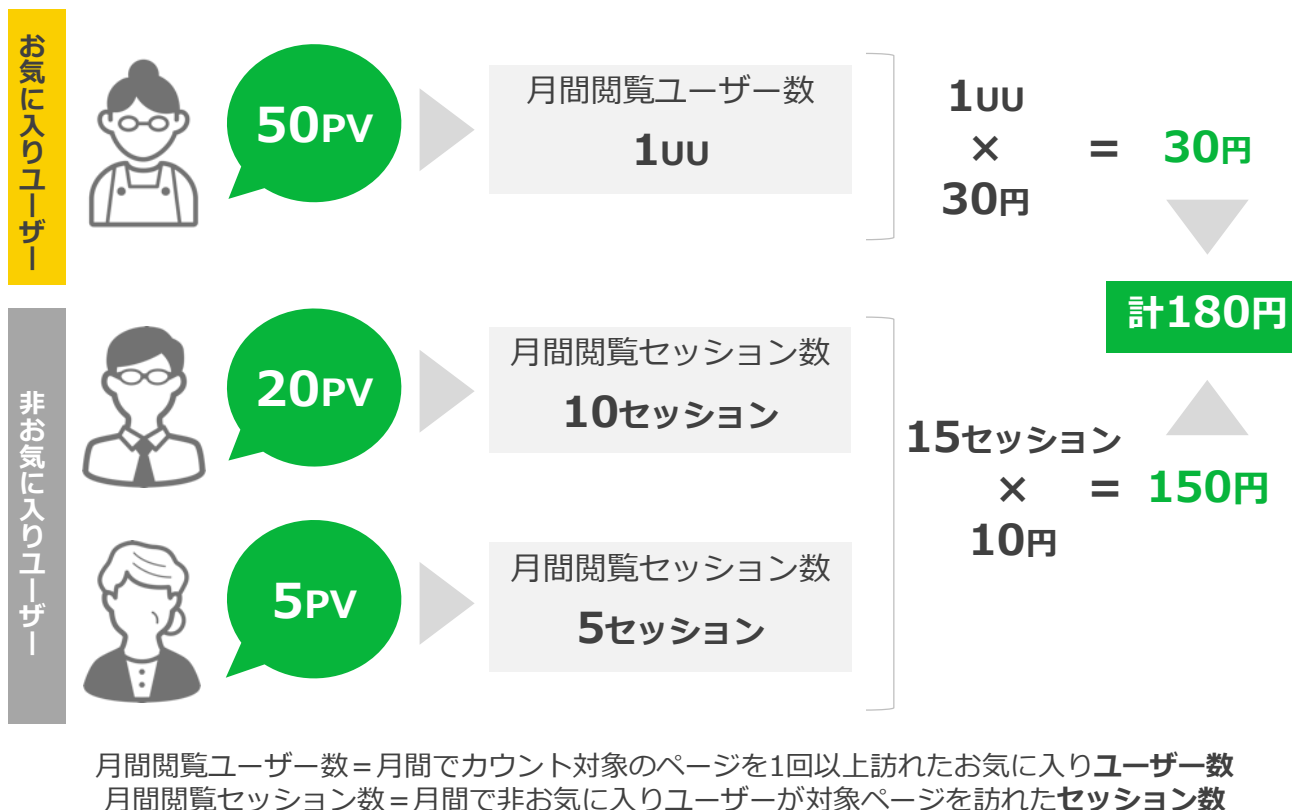 お気に入りユーザー
50PV
月間閲覧ユーザー数
1UU
1UU
×
30円
=
30円
計180円
非お気に入りユーザー
20PV
月間閲覧セッション数
10セッション
5PV
月間閲覧セッション数
5セッション
15セッション
×
10円
=
150円
月間閲覧ユーザー数=月間でカウント対象のページを1回以上訪れたお気に入りユーザー数
月間閲覧セッション数=月間で非お気に入りユーザーが対象ページを訪れたセッション数